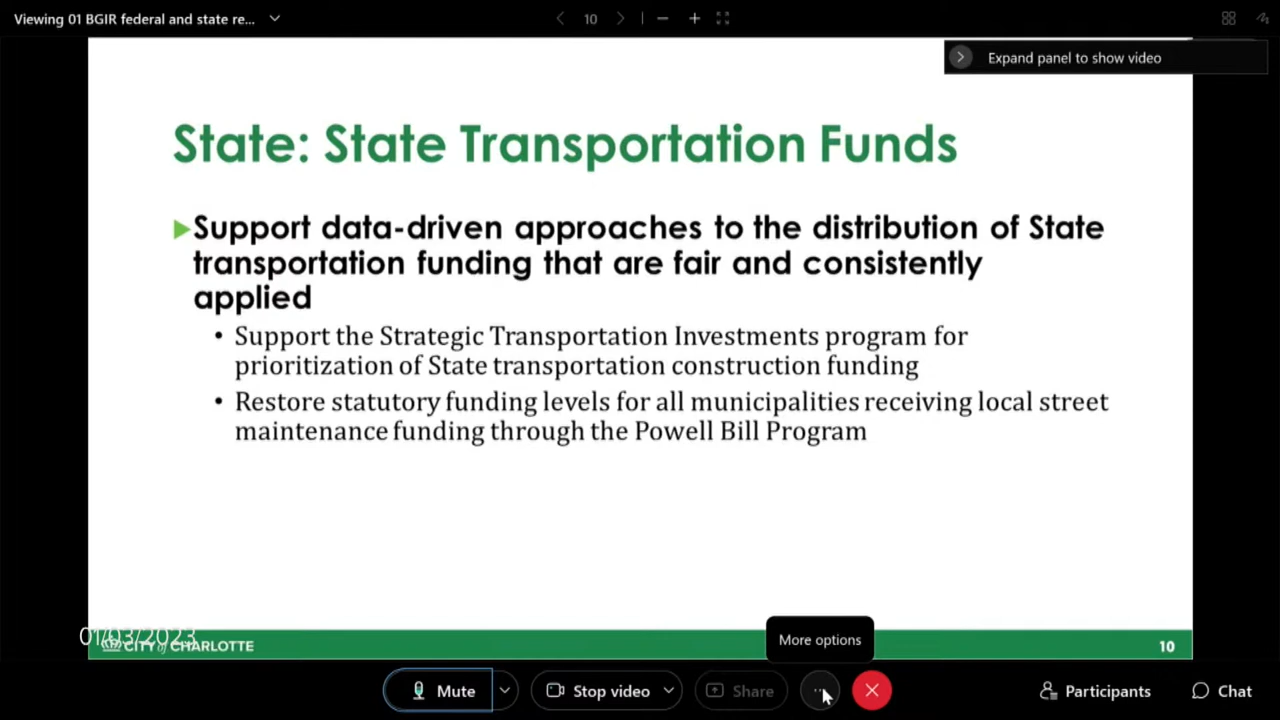 Viewing 01 BGIR federal and state re...
10
Expand panel to show video
State: State Transportation Funds
Support data-driven approaches to the distribution of State
transportation funding that are fair and consistently
applied
• Support the Strategic Transportation Investments program for
prioritization of State transportation construction funding
• Restore statutory funding levels for all municipalities receiving local street
maintenance funding through the Powell Bill Program
01/03/2023
CITY of CHARLOTTE
10
More options
Mute
Stop video
Share
Participants
Chat